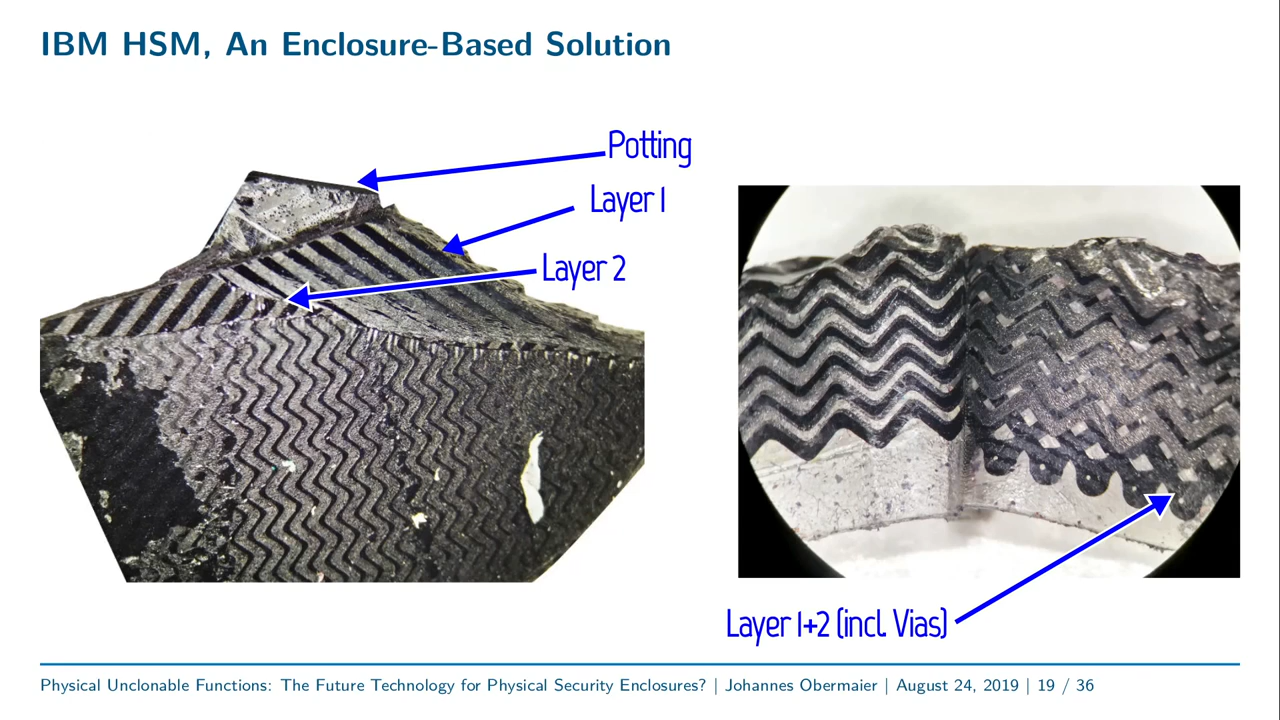 IBM HSM, An Enclosure-Based Solution
Potting
Layer 1
Layer 2
Layer 1+2 (incl. Vias)
Physical Unclonable Functions: The Future Technology for Physical Security Enclosures? | Johannes Obermaier | August 24, 2019 | 19 / 36